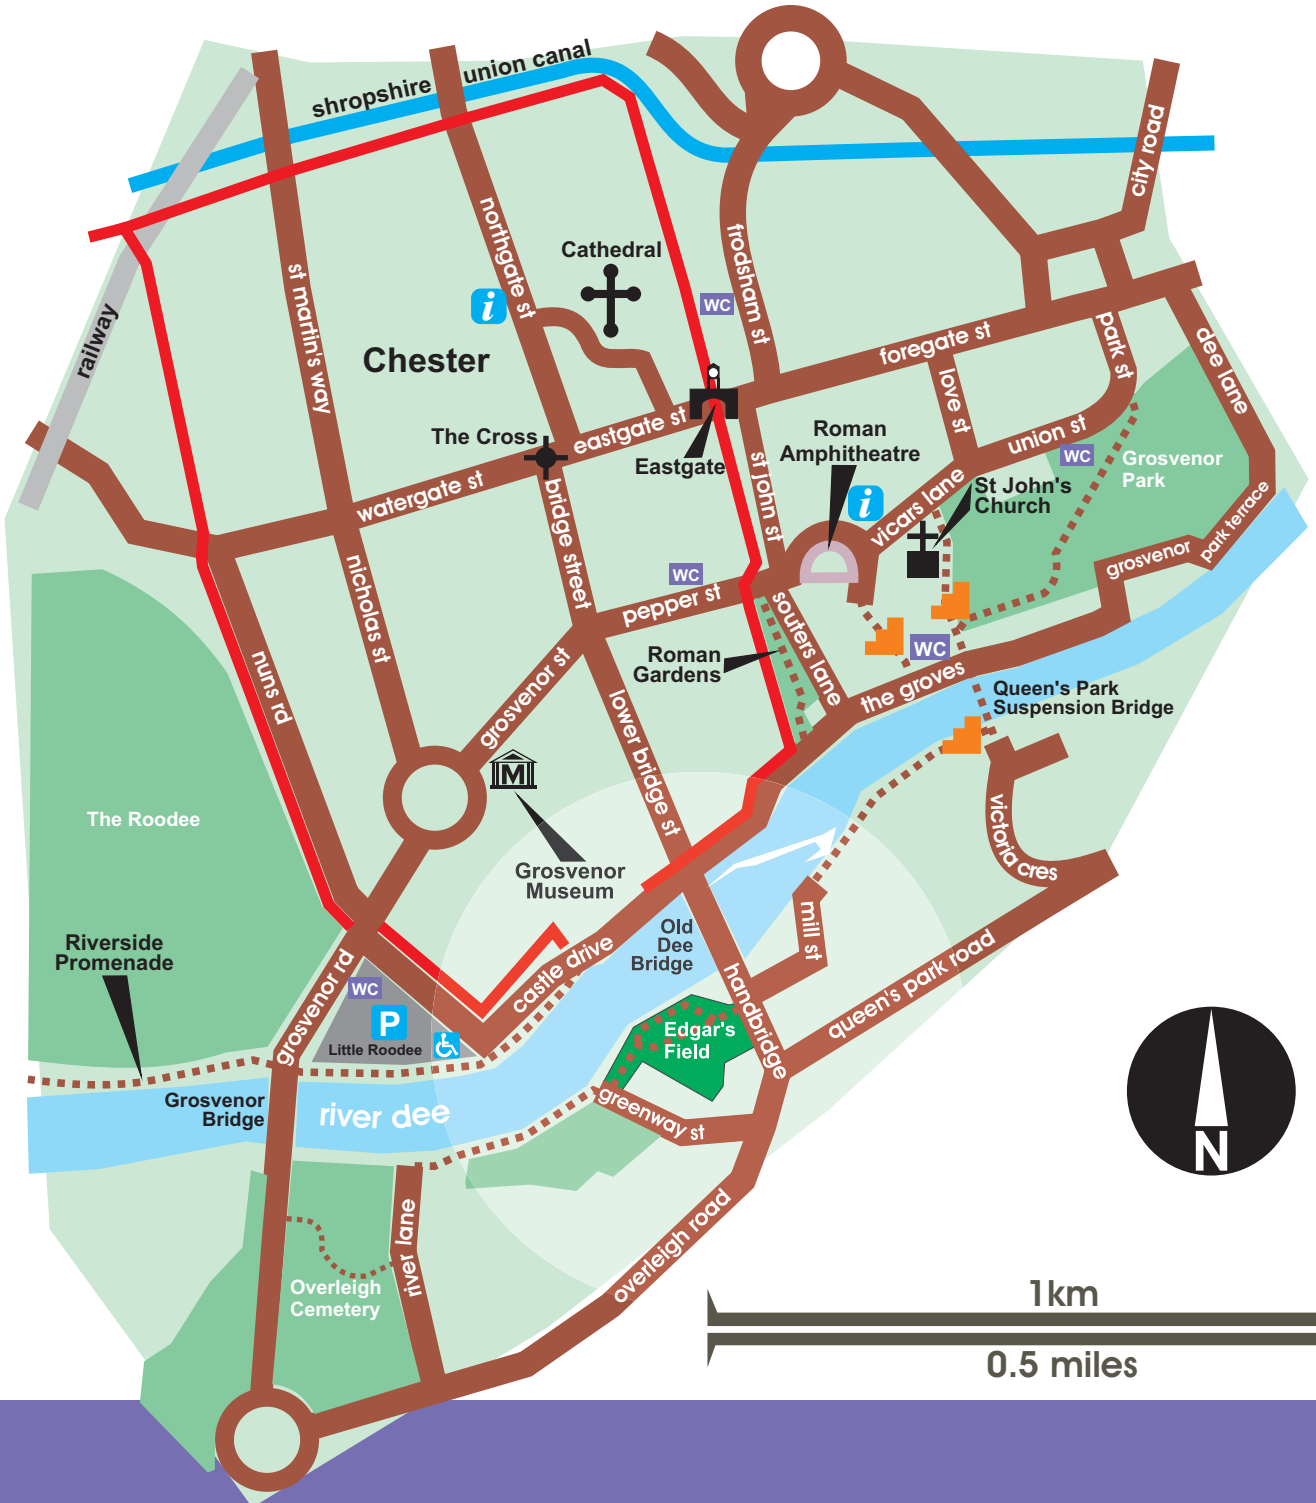 shropshire union canal
city road
northgate st
Cathedral
frodsham st
WC
i
st martin's way
railway
Chester
foregate st
park st
dee lane
love st
The Cross
eastgate st
Eastgate
Roman
Amphitheatre
union st
WC
Grosvenor
Park
watergate st
bridge street
st john st
i
vicars lane
St John's
Church
park terrace
grosvenor
nicholas st
WC
pepper st
souters lane
Roman
Gardens
WC
the groves
nuns rd
grosvenor st
lower bridge st
Queen's Park
Suspension Bridge
M
The Roodee
victoria cres
Grosvenor
Museum
mill st
Riverside
Promenade
Old
Dee
Bridge
castle drive
queen's park road
handbridge
grosvenor rd
WC
P
Little Roodee
Edgar's
Field
Grosvenor
Bridge
river dee
greenway st
N
river lane
overleigh road
Overleigh
Cemetery
1km
0.5 miles